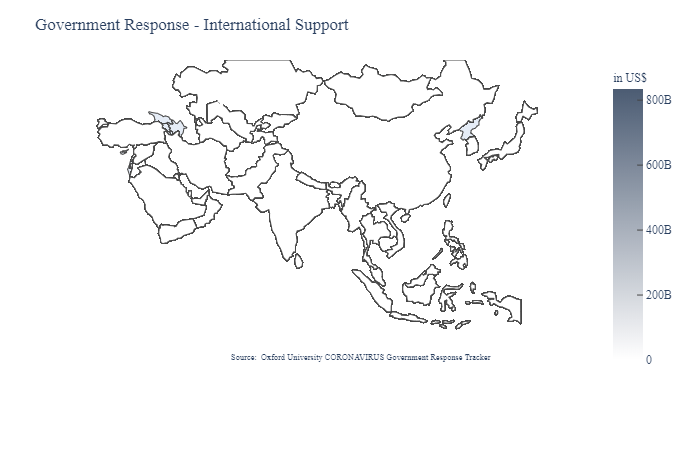 Government Response - International Support
in US$
800B
600B
400B
200B
0
Source: Oxford University CORONAVIRUS Government Response Tracker